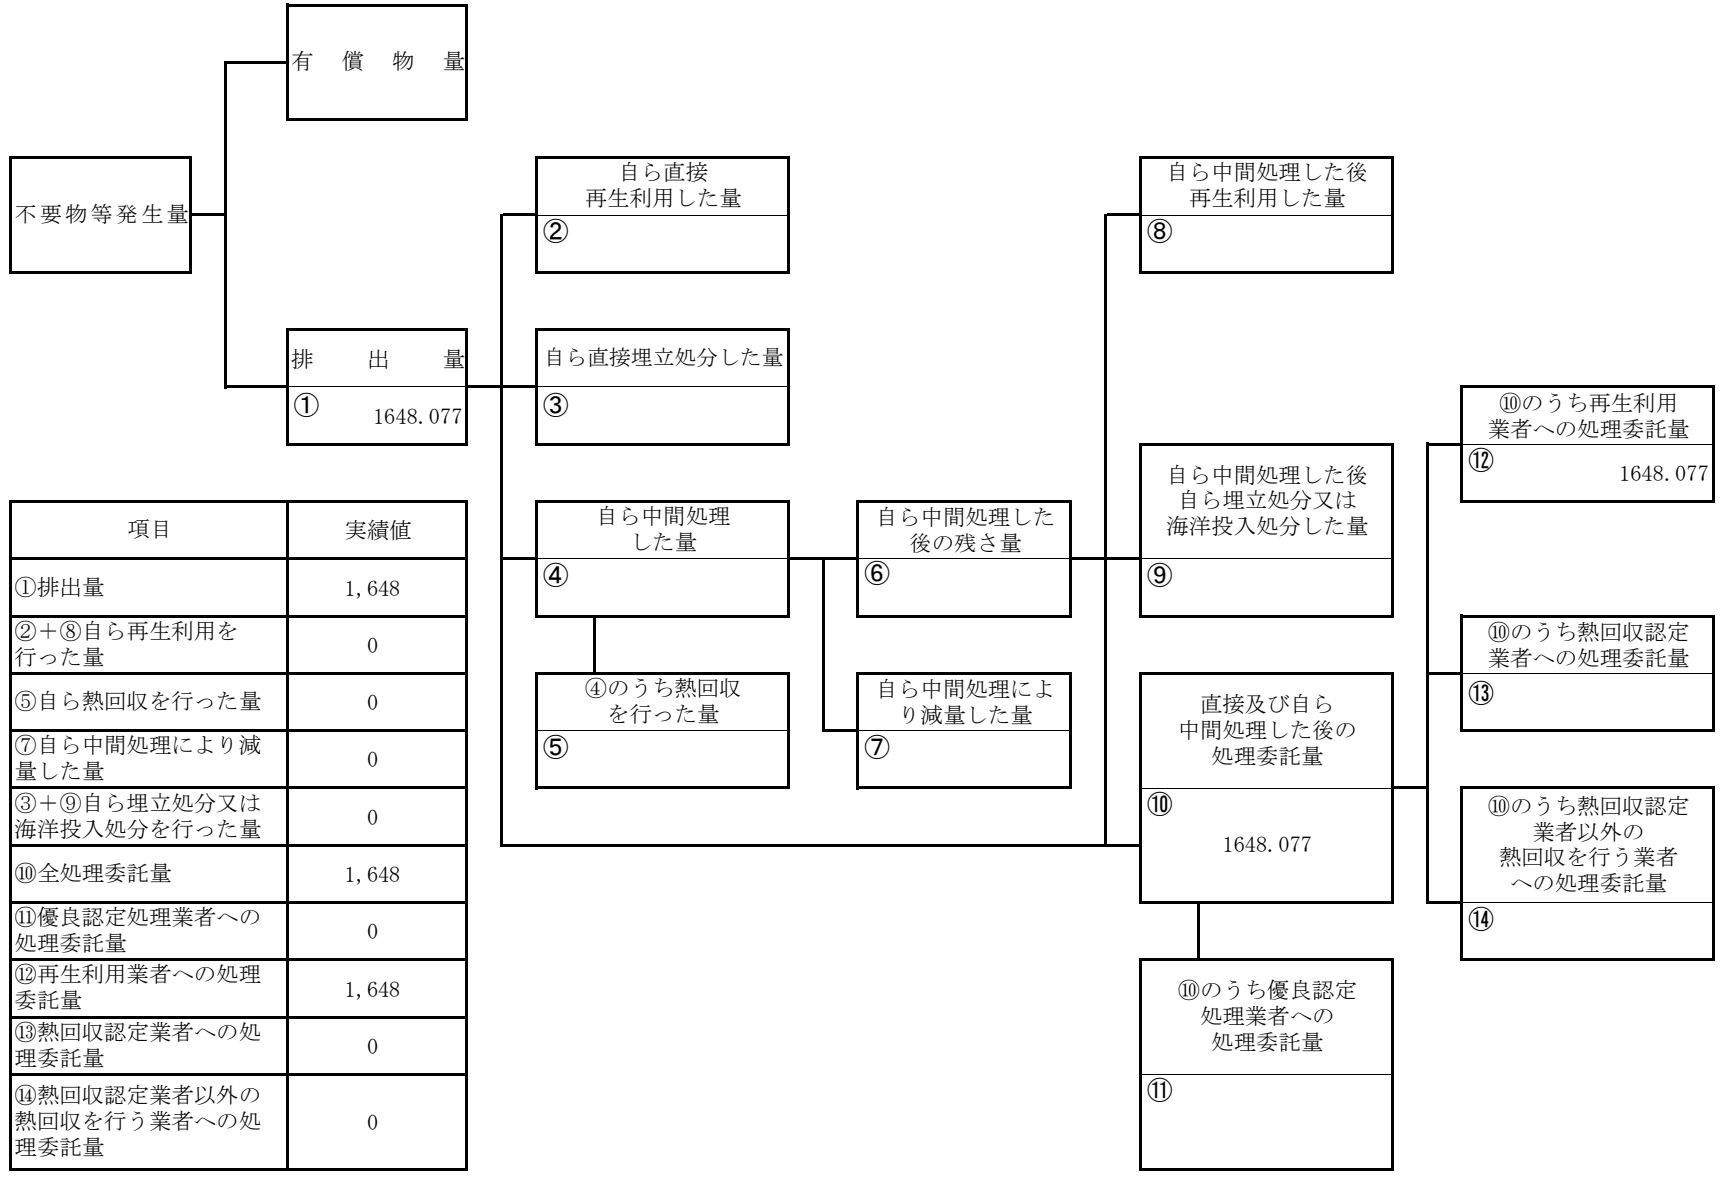 有償物量
不要物等発生量
自ら直接
再生利用した量
②
自ら中間処理した後
再生利用した量
⑧
排出量
① 1648.077
自ら直接埋立処分した量
③
⑩のうち再生利用
業者への処理委託量
⑫ 1648.077
自ら中間処理した後
自ら埋立処分又は
海洋投入処分した量
⑨
自ら中間処理
した量
④
自ら中間処理した
後の残さ量
⑥
⑩のうち熱回収認定
業者への処理委託量
⑬
④のうち熱回収
を行った量
⑤
自ら中間処理によ
り減量した量
⑦
直接及び自ら
中間処理した後の
処理委託量
⑩
1648.077
⑩のうち熱回収認定
業者以外の
熱回収を行う業者
への処理委託量
⑭
⑩のうち優良認定
処理業者への
処理委託量
⑪
項目 実績値
①排出量 1,648
②＋⑧自ら再生利用を
行った量 0
⑤自ら熱回収を行った量 0
⑦自ら中間処理により減
量した量 0
③＋⑨自ら埋立処分又は
海洋投入処分を行った量 0
⑩全処理委託量 1,648
⑪優良認定処理業者への
処理委託量 0
⑫再生利用業者への処理
委託量 1,648
⑬熱回収認定業者への処
理委託量 0
⑭熱回収認定業者以外の
熱回収を行う業者への処
理委託量 0